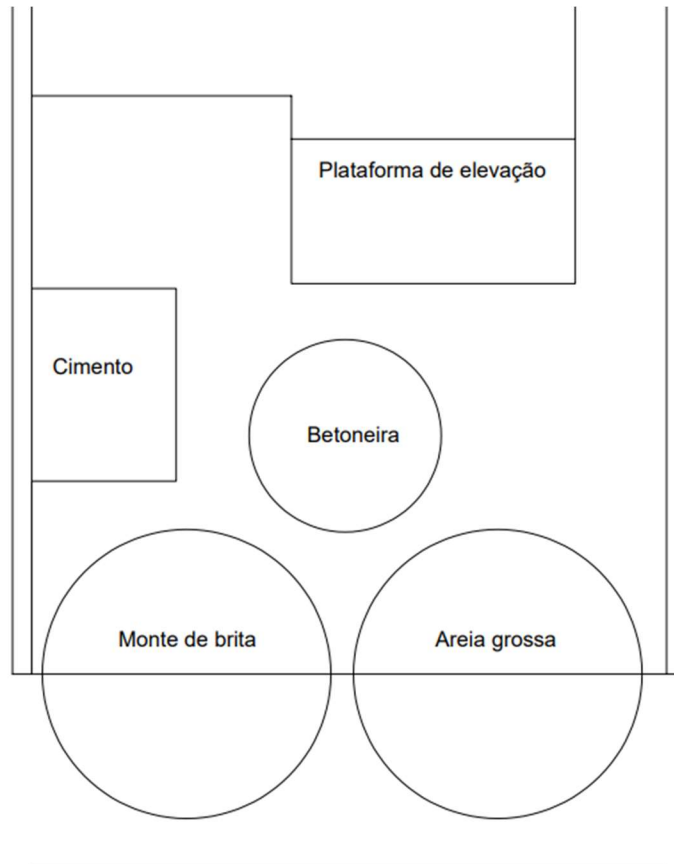 Plataforma de elevação
Cimento
Betoneira
Monte de brita
Areia grossa